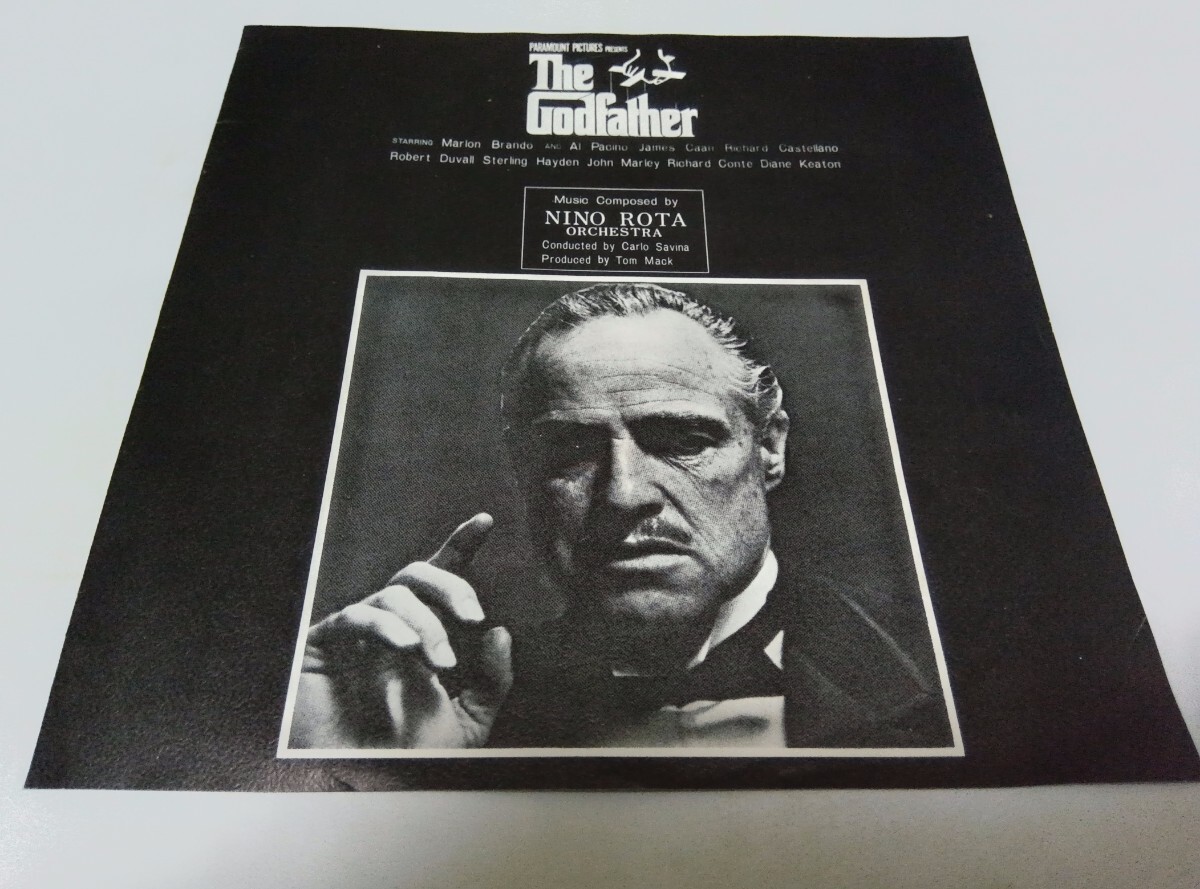 PARAMOUNT PICTURES PRESENTS
The
Godfather
STARRING Marlon Brando AND Al Pacino James Caan Richard Castellano
Robert Duvall Sterling Hayden John Marley Richard Conte Diane Keaton
Music Composed by
NINO ROTA
ORCHESTRA
Conducted by Carlo Savina
Produced by Tom Mack